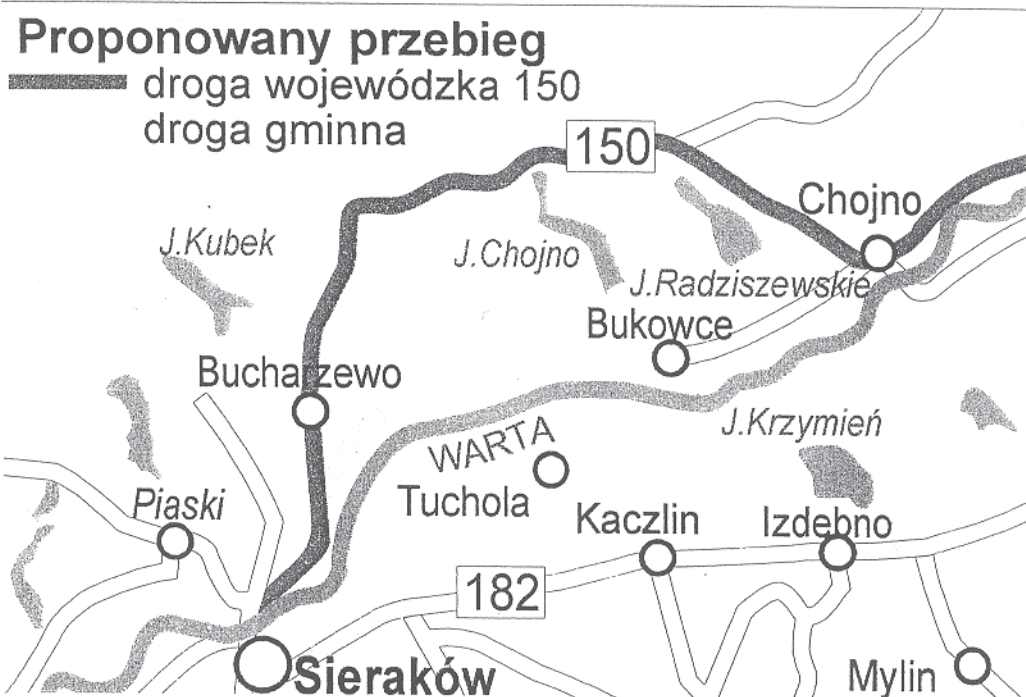 Proponowany przebieg
droga wojewódzka 150
droga gminna
150
Chojno
J.Kubek
J.Chojno
J.Radziszewskie
Bukowce
Bucharzewo
J.Krzymień
WARTA
Tuchola
Piaski
Kaczlin
Izdebno
182
Sieraków
Mylin